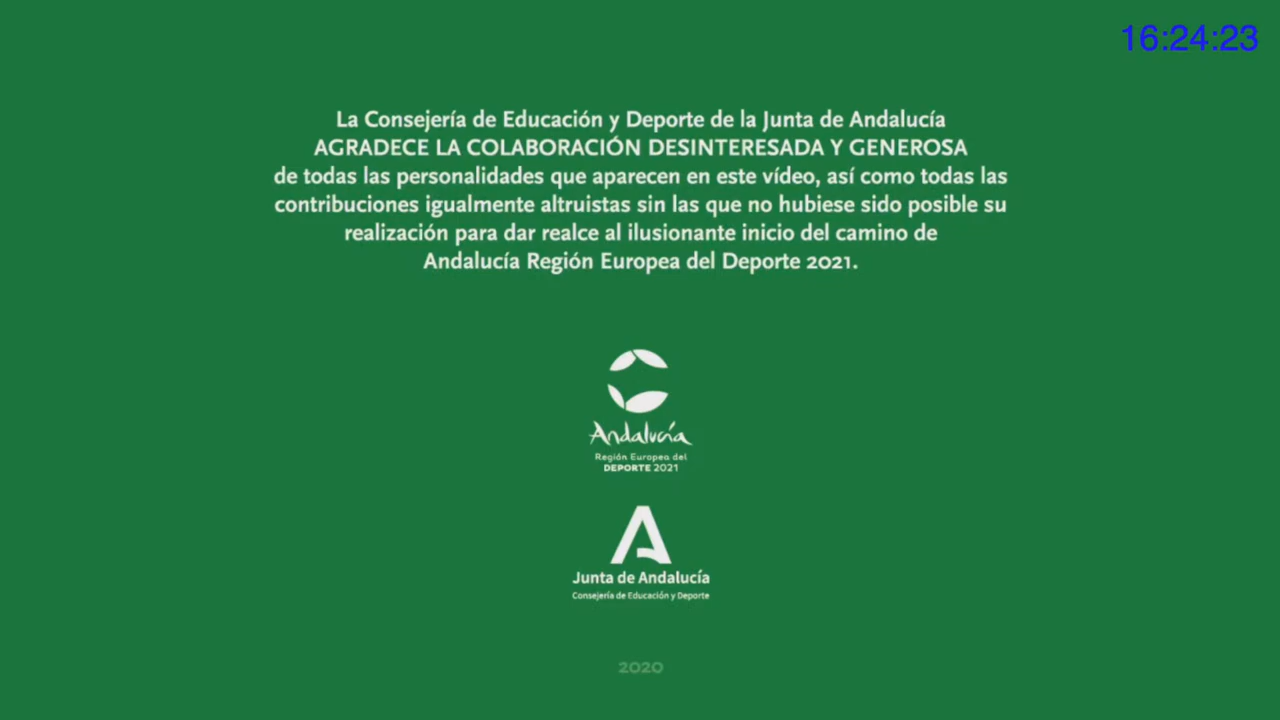 16:24:23
La Consejería de Educación y Deporte de la Junta de Andalucía
AGRADECE LA COLABORACIÓN DESINTERESADA Y GENEROSA
de todas las personalidades que aparecen en este vídeo, así como todas las
contribuciones igualmente altruistas sin las que no hubiese sido posible su
realización para dar realce al ilusionante inicio del camino de
Andalucía Región Europea del Deporte 2021.
Andalucía
Región Europea del
DEPORTE 2021
Junta de Andalucía
Consejería de Educación y Deporte
2020